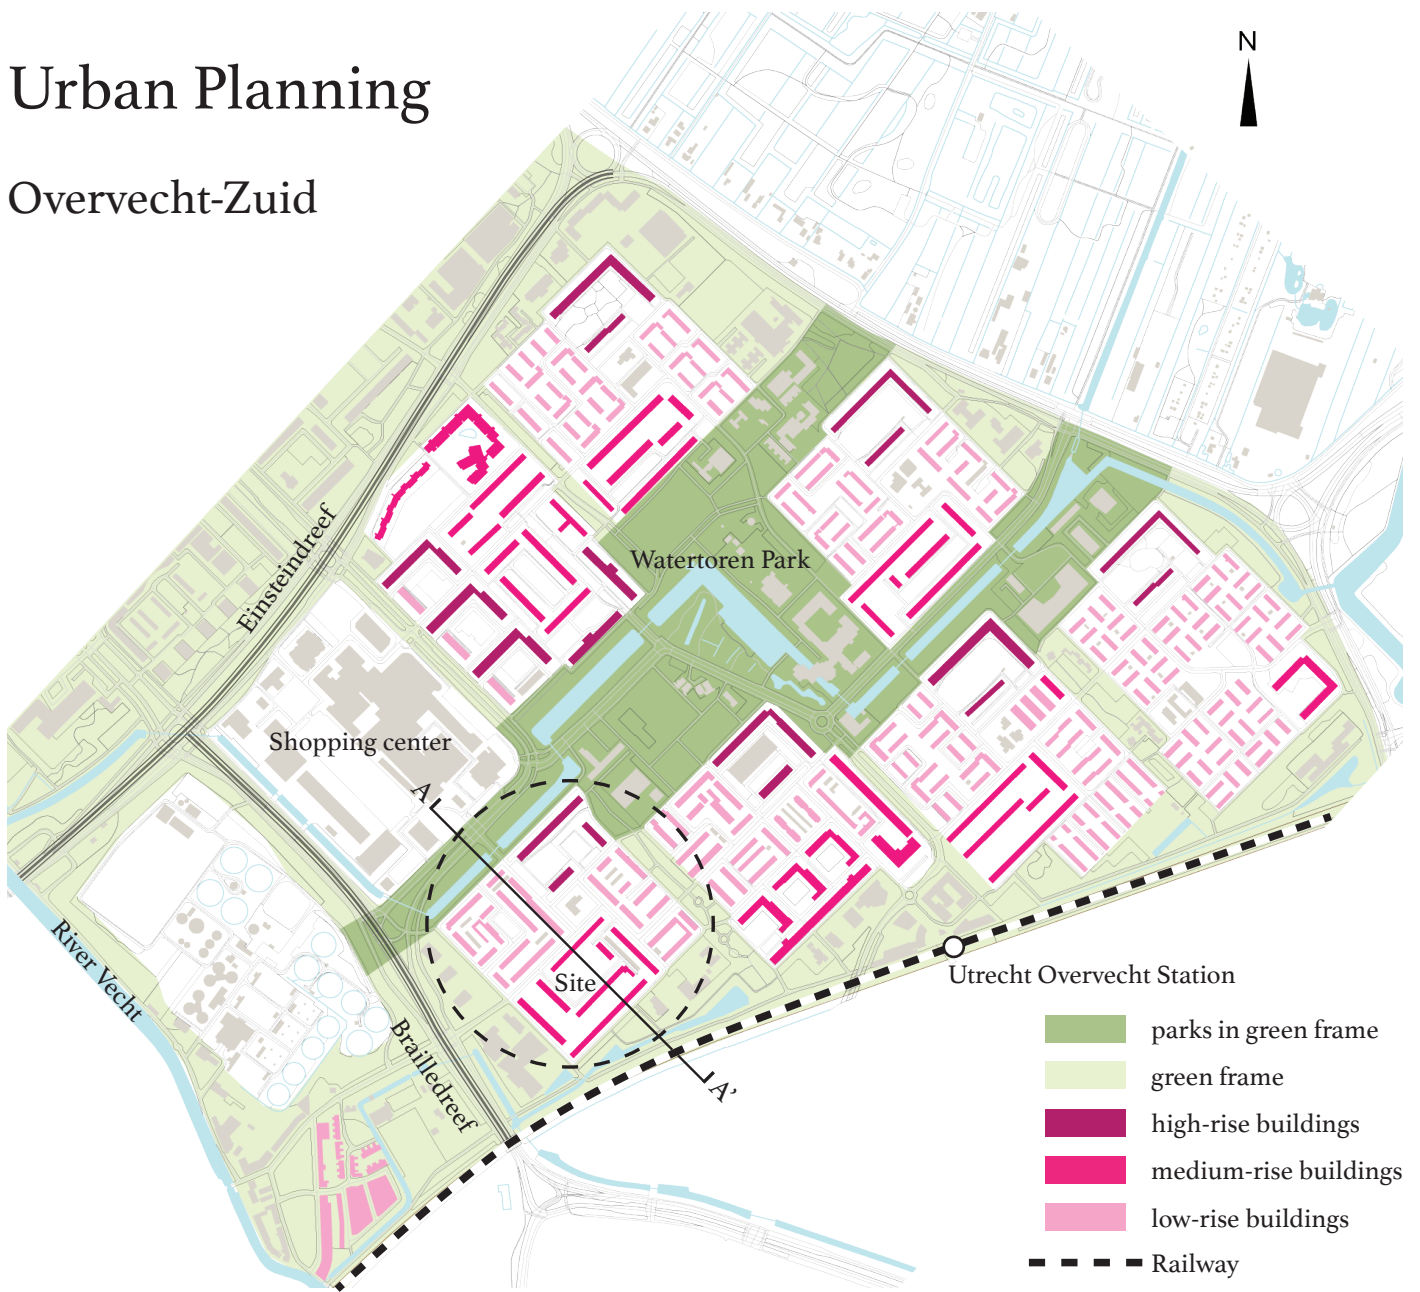 Urban Planning
N
Overvecht-Zuid
Einsteindreef
Watertoren Park
Shopping center
A
River Vecht
Site
Utrecht Overvecht Station
Brailledreef
A'
parks in green frame
green frame
high-rise buildings
medium-rise buildings
low-rise buildings
Railway